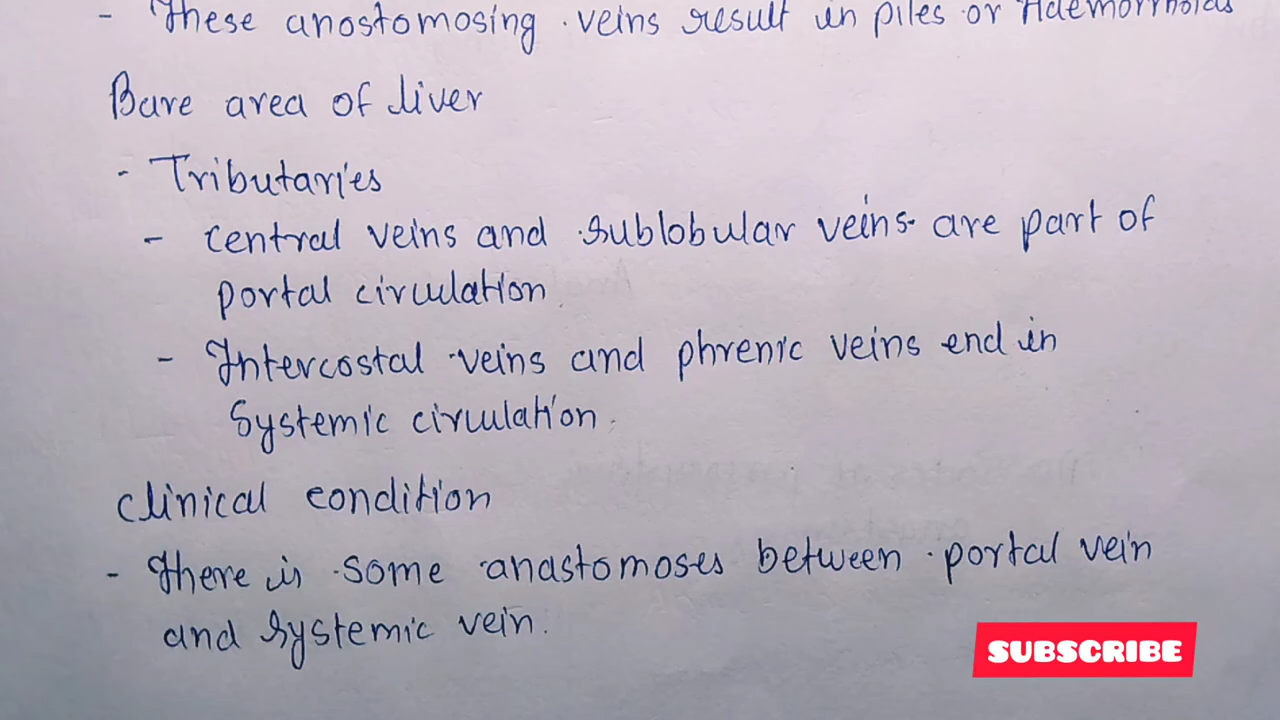 - These anostomosing veins result in piles or Haemorrhoids
Bare area of liver
- Tributaries
- central veins and sublobular veins are part of
portal circulation
- Intercostal veins and phrenic veins end in
Systemic circulation.
clinical condition
- There is some anastomoses between portal vein
and systemic vein.
SUBSCRIBE